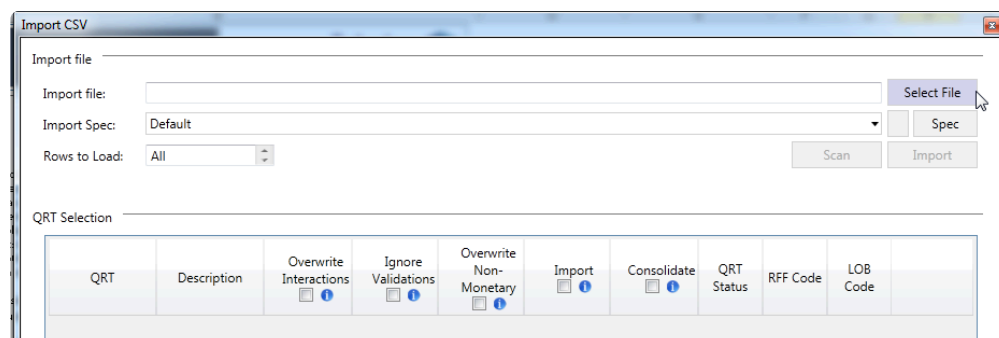 Import CSV
Import file
Import file:
Select File
Import Spec:
Default
Spec
Rows to Load:
All
Scan
Import
QRT Selection
QRT
Description
Overwrite
Interactions
Ignore
Validations
Overwrite
Non-
Monetary
Import
Consolidate
QRT
Status
RFF Code
LOB
Code